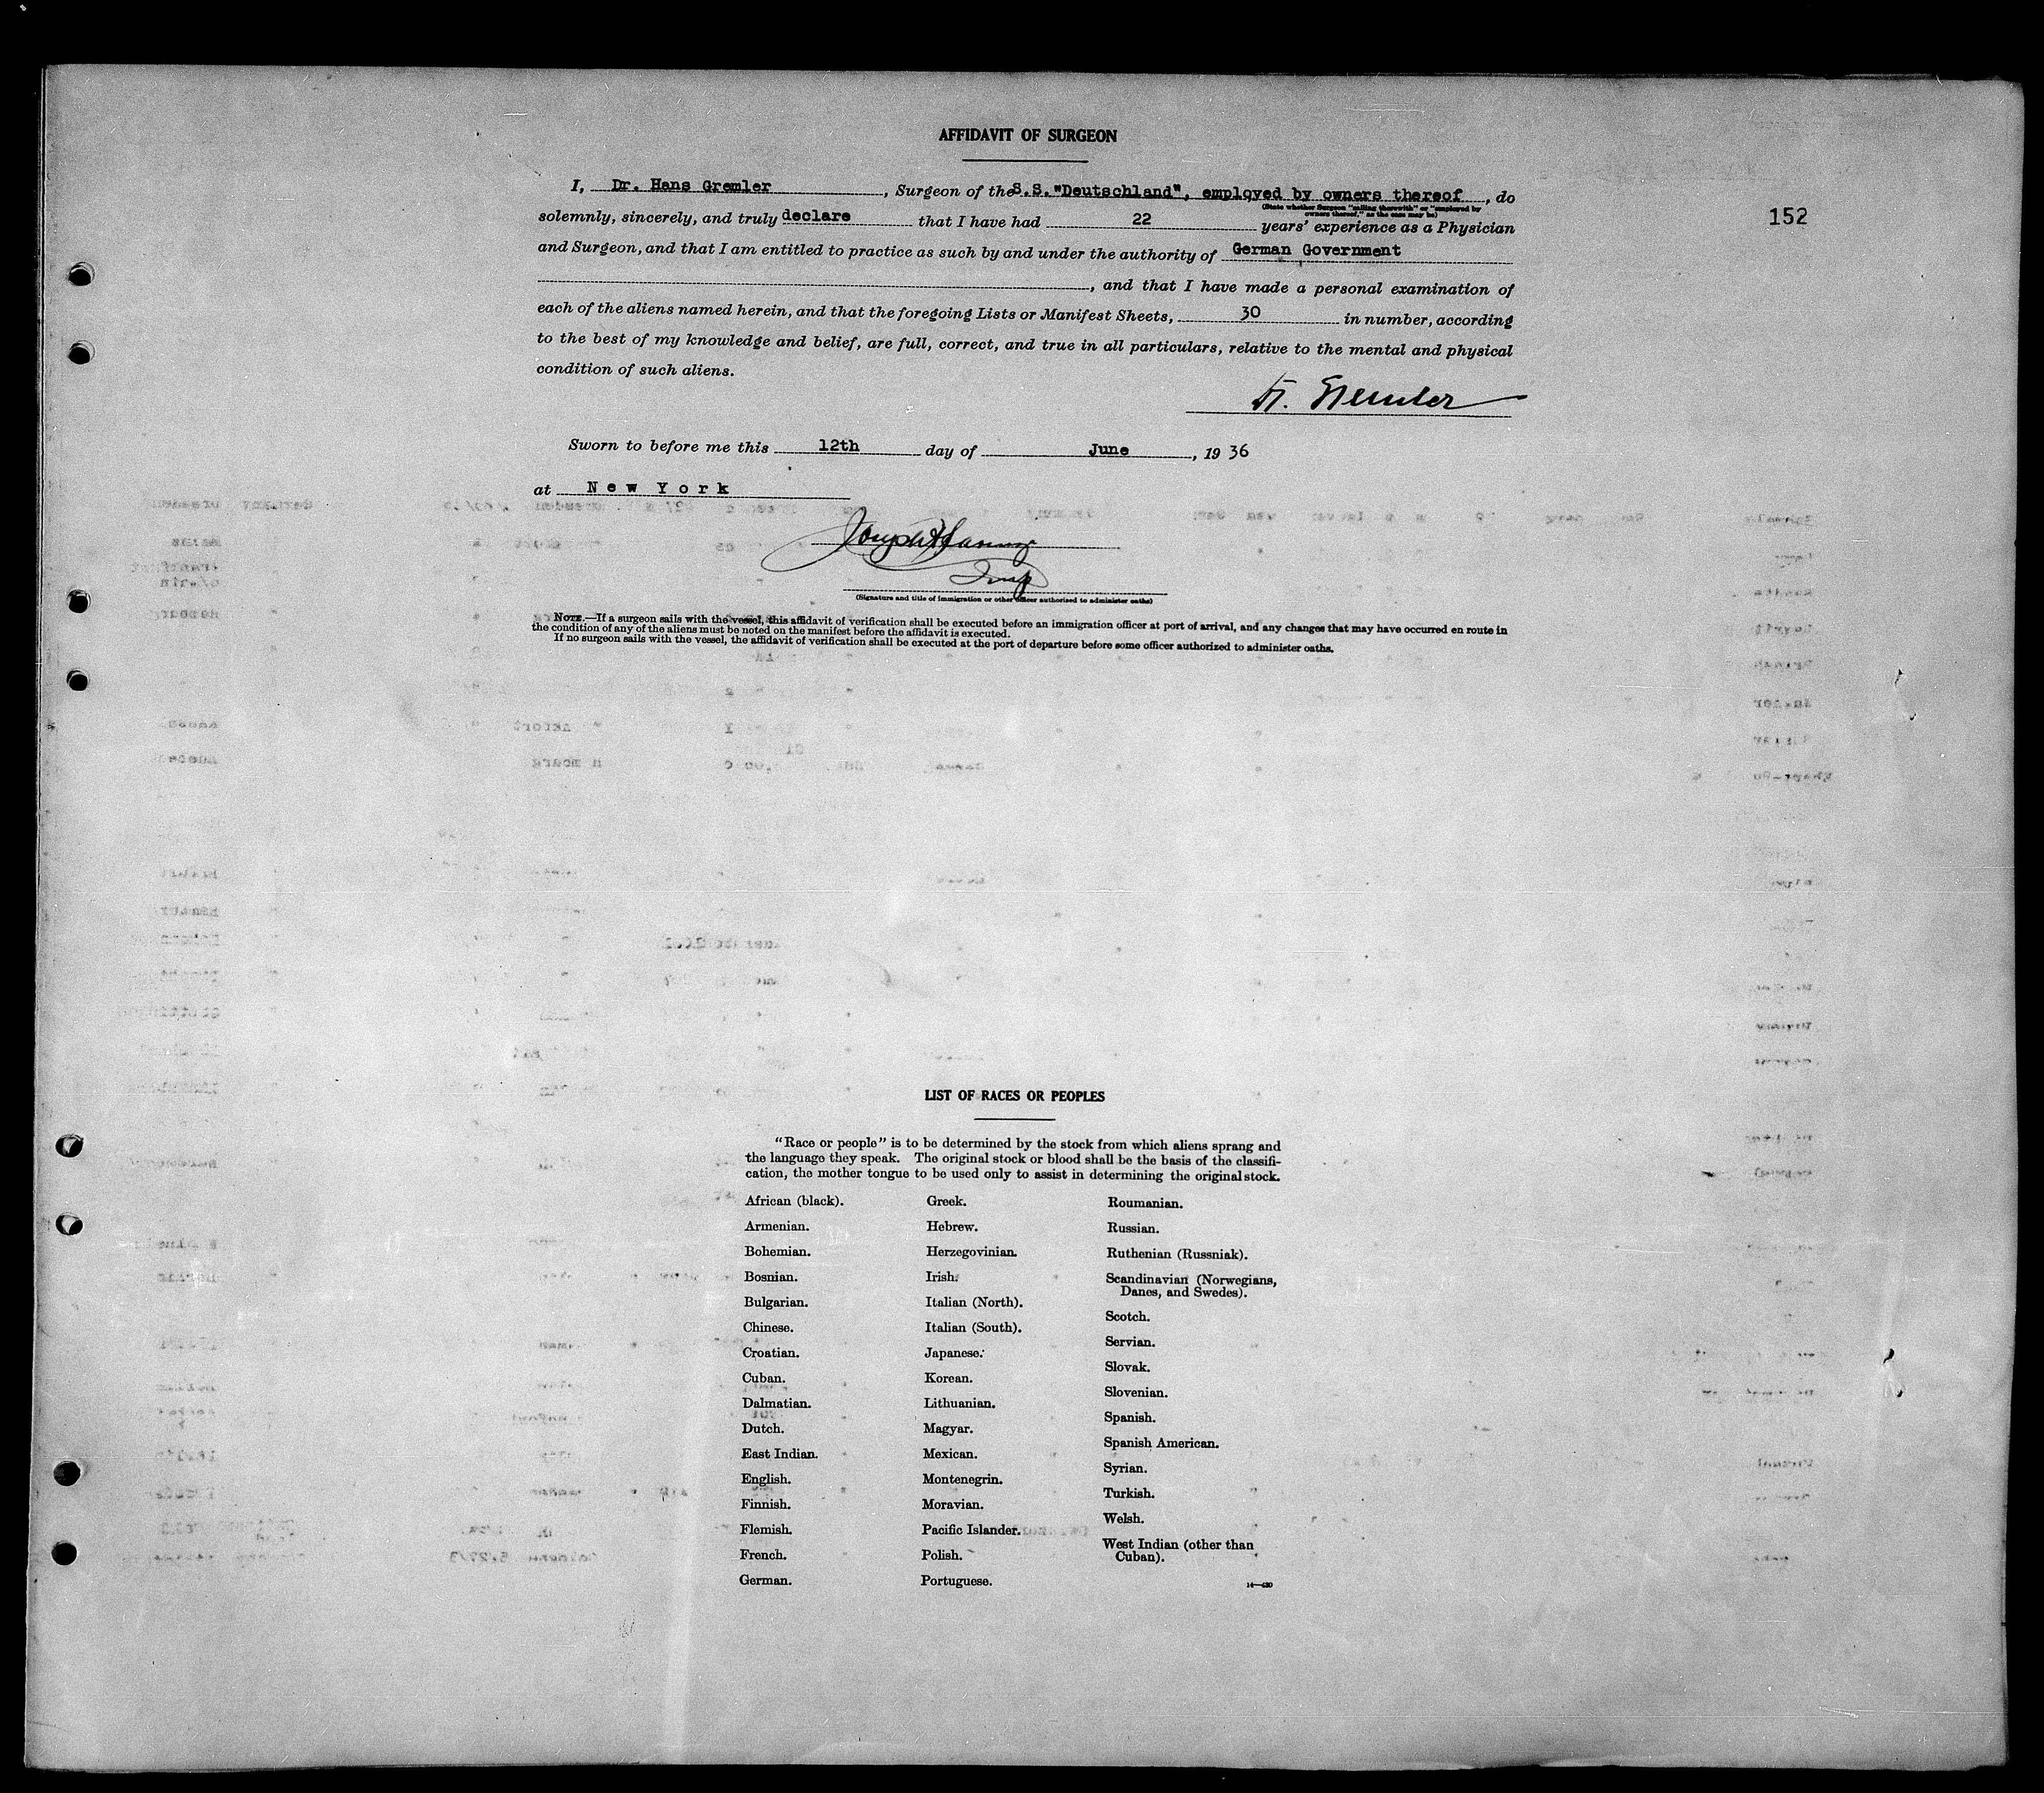 AFFIDAVIT OF SURGEON
I, Dr. Hans Gremler, Surgeon of the S.S. "Deutschland", employed by owners thereof, do
(State whether Surgeon "sailing therewith" or "employed by
owners thereof," as the case may be)
152
solemnly, sincerely, and truly declare that I have had 22 years' experience as a Physician
and Surgeon, and that I am entitled to practice as such by and under the authority of German Government
, and that I have made a personal examination of
each of the aliens named herein, and that the foregoing Lists or Manifest Sheets, 30 in number, according
to the best of my knowledge and belief, are full, correct, and true in all particulars, relative to the mental and physical
condition of such aliens.
H. Gremler
Sworn to before me this 12th day of June, 1936
at New York
(Signature and title of immigration or other officer authorized to administer oaths)
NOTE.—If a surgeon sails with the vessel, this affidavit of verification shall be executed before an immigration officer at port of arrival, and any changes that may have occurred en route in
the condition of any of the aliens must be noted on the manifest before the affidavit is executed.
If no surgeon sails with the vessel, the affidavit of verification shall be executed at the port of departure before some officer authorized to administer oaths.
LIST OF RACES OR PEOPLES
"Race or people" is to be determined by the stock from which aliens sprang and
the language they speak. The original stock or blood shall be the basis of the classifi-
cation, the mother tongue to be used only to assist in determining the original stock.
African (black).
Armenian.
Bohemian.
Bosnian.
Bulgarian.
Chinese.
Croatian.
Cuban.
Dalmatian.
Dutch.
East Indian.
English.
Finnish.
Flemish.
French.
German.
Greek.
Hebrew.
Herzegovinian.
Irish.
Italian (North).
Italian (South).
Japanese.
Korean.
Lithuanian.
Magyar.
Mexican.
Montenegrin.
Moravian.
Pacific Islander.
Polish.
Portuguese.
Roumanian.
Russian.
Ruthenian (Russniak).
Scandinavian (Norwegians,
Danes, and Swedes).
Scotch.
Servian.
Slovak.
Slovenian.
Spanish.
Spanish American.
Syrian.
Turkish.
Welsh.
West Indian (other than
Cuban).
14—430